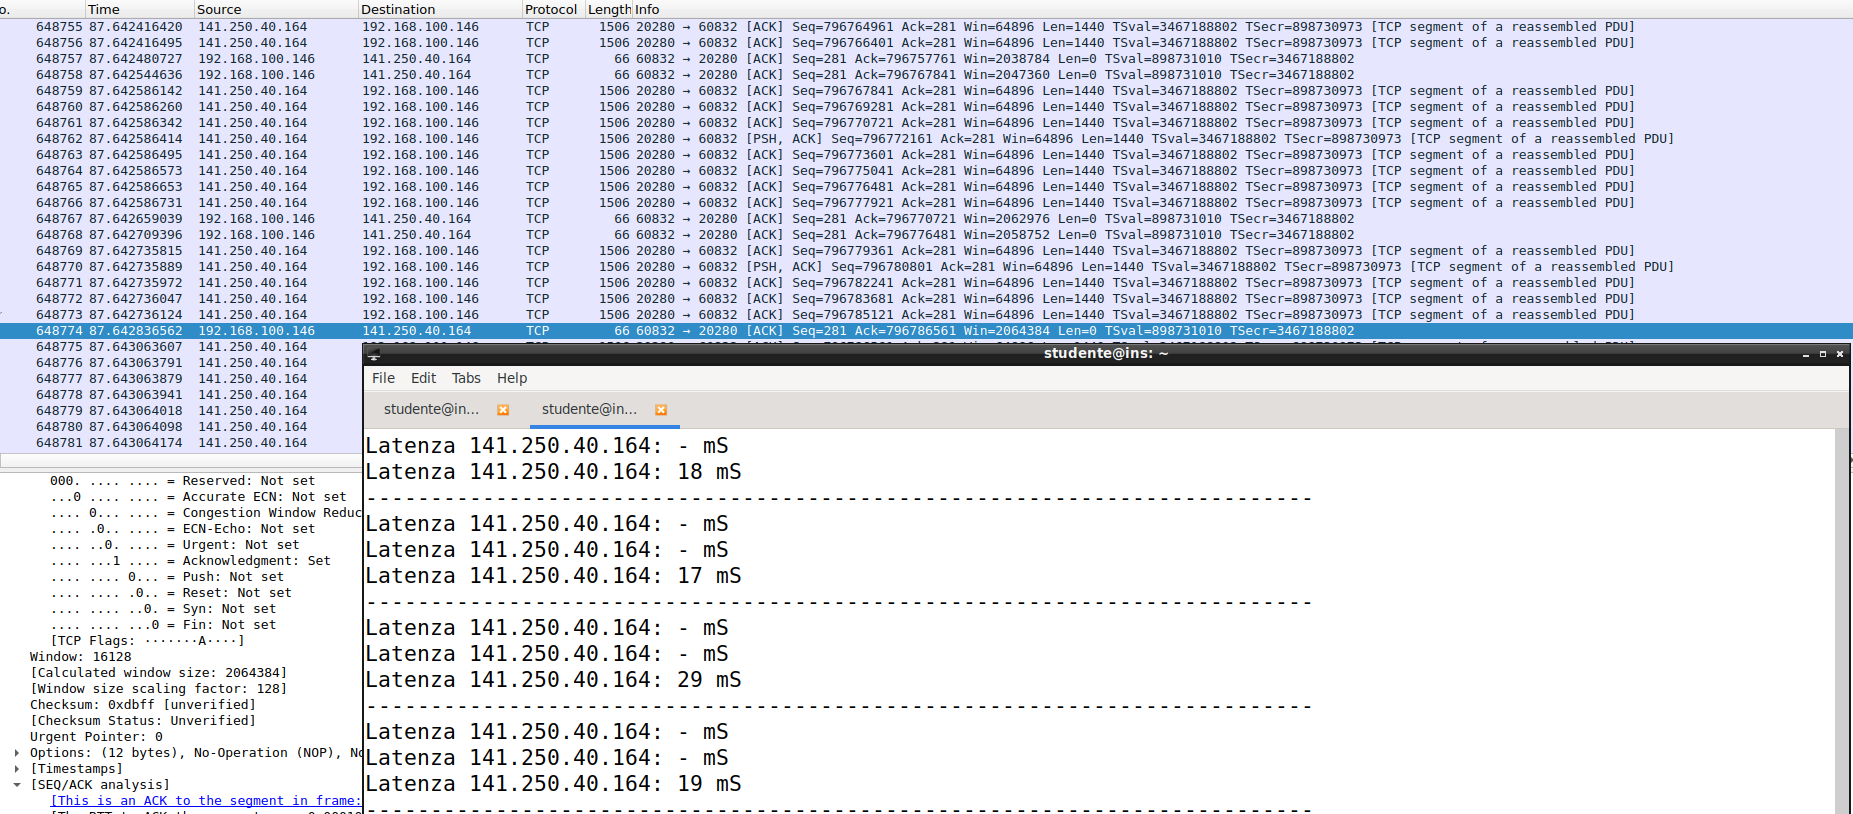 o. Time Source Destination Protocol Length Info
648755 87.642416420 141.250.40.164 192.168.100.146 TCP 1506 20280 → 60832 [ACK] Seq=796764961 Ack=281 Win=64896 Len=1440 TSval=3467188802 TSecr=898730973 [TCP segment of a reassembled PDU]
648756 87.642416495 141.250.40.164 192.168.100.146 TCP 1506 20280 → 60832 [ACK] Seq=796766401 Ack=281 Win=64896 Len=1440 TSval=3467188802 TSecr=898730973 [TCP segment of a reassembled PDU]
648757 87.642480727 192.168.100.146 141.250.40.164 TCP 66 60832 → 20280 [ACK] Seq=281 Ack=796757761 Win=2038784 Len=0 TSval=898731010 TSecr=3467188802
648758 87.642544636 192.168.100.146 141.250.40.164 TCP 66 60832 → 20280 [ACK] Seq=281 Ack=796767841 Win=2047360 Len=0 TSval=898731010 TSecr=3467188802
648759 87.642586142 141.250.40.164 192.168.100.146 TCP 1506 20280 → 60832 [ACK] Seq=796767841 Ack=281 Win=64896 Len=1440 TSval=3467188802 TSecr=898730973 [TCP segment of a reassembled PDU]
648760 87.642586260 141.250.40.164 192.168.100.146 TCP 1506 20280 → 60832 [ACK] Seq=796769281 Ack=281 Win=64896 Len=1440 TSval=3467188802 TSecr=898730973 [TCP segment of a reassembled PDU]
648761 87.642586342 141.250.40.164 192.168.100.146 TCP 1506 20280 → 60832 [ACK] Seq=796770721 Ack=281 Win=64896 Len=1440 TSval=3467188802 TSecr=898730973 [TCP segment of a reassembled PDU]
648762 87.642586414 141.250.40.164 192.168.100.146 TCP 1506 20280 → 60832 [PSH, ACK] Seq=796772161 Ack=281 Win=64896 Len=1440 TSval=3467188802 TSecr=898730973 [TCP segment of a reassembled PDU]
648763 87.642586495 141.250.40.164 192.168.100.146 TCP 1506 20280 → 60832 [ACK] Seq=796773601 Ack=281 Win=64896 Len=1440 TSval=3467188802 TSecr=898730973 [TCP segment of a reassembled PDU]
648764 87.642586573 141.250.40.164 192.168.100.146 TCP 1506 20280 → 60832 [ACK] Seq=796775041 Ack=281 Win=64896 Len=1440 TSval=3467188802 TSecr=898730973 [TCP segment of a reassembled PDU]
648765 87.642586653 141.250.40.164 192.168.100.146 TCP 1506 20280 → 60832 [ACK] Seq=796776481 Ack=281 Win=64896 Len=1440 TSval=3467188802 TSecr=898730973 [TCP segment of a reassembled PDU]
648766 87.642586731 141.250.40.164 192.168.100.146 TCP 1506 20280 → 60832 [ACK] Seq=796777921 Ack=281 Win=64896 Len=1440 TSval=3467188802 TSecr=898730973 [TCP segment of a reassembled PDU]
648767 87.642659039 192.168.100.146 141.250.40.164 TCP 66 60832 → 20280 [ACK] Seq=281 Ack=796770721 Win=2062976 Len=0 TSval=898731010 TSecr=3467188802
648768 87.642709396 192.168.100.146 141.250.40.164 TCP 66 60832 → 20280 [ACK] Seq=281 Ack=796776481 Win=2058752 Len=0 TSval=898731010 TSecr=3467188802
648769 87.642735815 141.250.40.164 192.168.100.146 TCP 1506 20280 → 60832 [ACK] Seq=796779361 Ack=281 Win=64896 Len=1440 TSval=3467188802 TSecr=898730973 [TCP segment of a reassembled PDU]
648770 87.642735889 141.250.40.164 192.168.100.146 TCP 1506 20280 → 60832 [PSH, ACK] Seq=796780801 Ack=281 Win=64896 Len=1440 TSval=3467188802 TSecr=898730973 [TCP segment of a reassembled PDU]
648771 87.642735972 141.250.40.164 192.168.100.146 TCP 1506 20280 → 60832 [ACK] Seq=796782241 Ack=281 Win=64896 Len=1440 TSval=3467188802 TSecr=898730973 [TCP segment of a reassembled PDU]
648772 87.642736047 141.250.40.164 192.168.100.146 TCP 1506 20280 → 60832 [ACK] Seq=796783681 Ack=281 Win=64896 Len=1440 TSval=3467188802 TSecr=898730973 [TCP segment of a reassembled PDU]
648773 87.642736124 141.250.40.164 192.168.100.146 TCP 1506 20280 → 60832 [ACK] Seq=796785121 Ack=281 Win=64896 Len=1440 TSval=3467188802 TSecr=898730973 [TCP segment of a reassembled PDU]
648774 87.642836562 192.168.100.146 141.250.40.164 TCP 66 60832 → 20280 [ACK] Seq=281 Ack=796786561 Win=2064384 Len=0 TSval=898731010 TSecr=3467188802
648775 87.643063607 141.250.40.164
648776 87.643063791 141.250.40.164
648777 87.643063879 141.250.40.164
648778 87.643063941 141.250.40.164
648779 87.643064018 141.250.40.164
648780 87.643064098 141.250.40.164
648781 87.643064174 141.250.40.164
000. .... .... = Reserved: Not set
...0 .... .... = Accurate ECN: Not set
.... 0... .... = Congestion Window Reduc
.... .0.. .... = ECN-Echo: Not set
.... ..0. .... = Urgent: Not set
.... ...1 .... = Acknowledgment: Set
.... .... 0... = Push: Not set
.... .... .0.. = Reset: Not set
.... .... ..0. = Syn: Not set
.... .... ...0 = Fin: Not set
[TCP Flags: ·······A····]
Window: 16128
[Calculated window size: 2064384]
[Window size scaling factor: 128]
Checksum: 0xdbff [unverified]
[Checksum Status: Unverified]
Urgent Pointer: 0
Options: (12 bytes), No-Operation (NOP), No
[Timestamps]
[SEQ/ACK analysis]
[This is an ACK to the segment in frame:
studente@ins: ~
File Edit Tabs Help
studente@in... studente@in...
Latenza 141.250.40.164: - mS
Latenza 141.250.40.164: 18 mS
-------------------------------------------------------------------------
Latenza 141.250.40.164: - mS
Latenza 141.250.40.164: - mS
Latenza 141.250.40.164: 17 mS
-------------------------------------------------------------------------
Latenza 141.250.40.164: - mS
Latenza 141.250.40.164: - mS
Latenza 141.250.40.164: 29 mS
-------------------------------------------------------------------------
Latenza 141.250.40.164: - mS
Latenza 141.250.40.164: - mS
Latenza 141.250.40.164: 19 mS
-------------------------------------------------------------------------